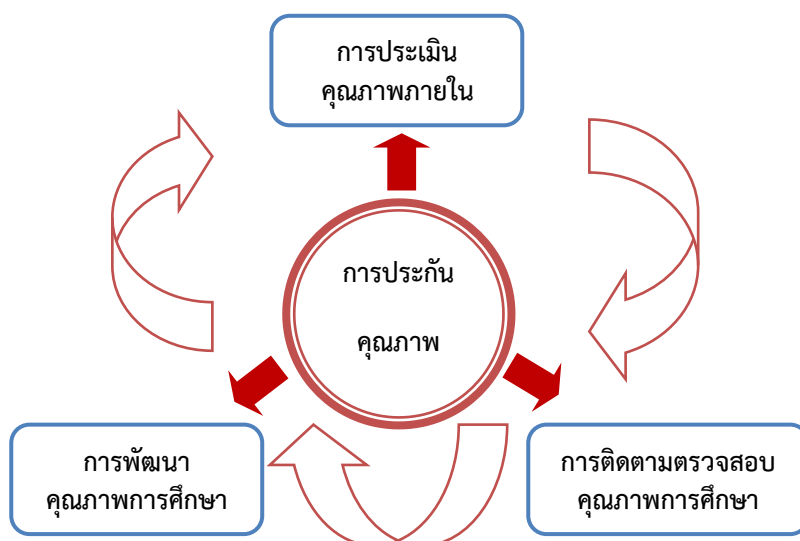 การประเมิน
คุณภาพภายใน
การประกัน
คุณภาพ
การพัฒนา
คุณภาพการศึกษา
การติดตามตรวจสอบ
คุณภาพการศึกษา